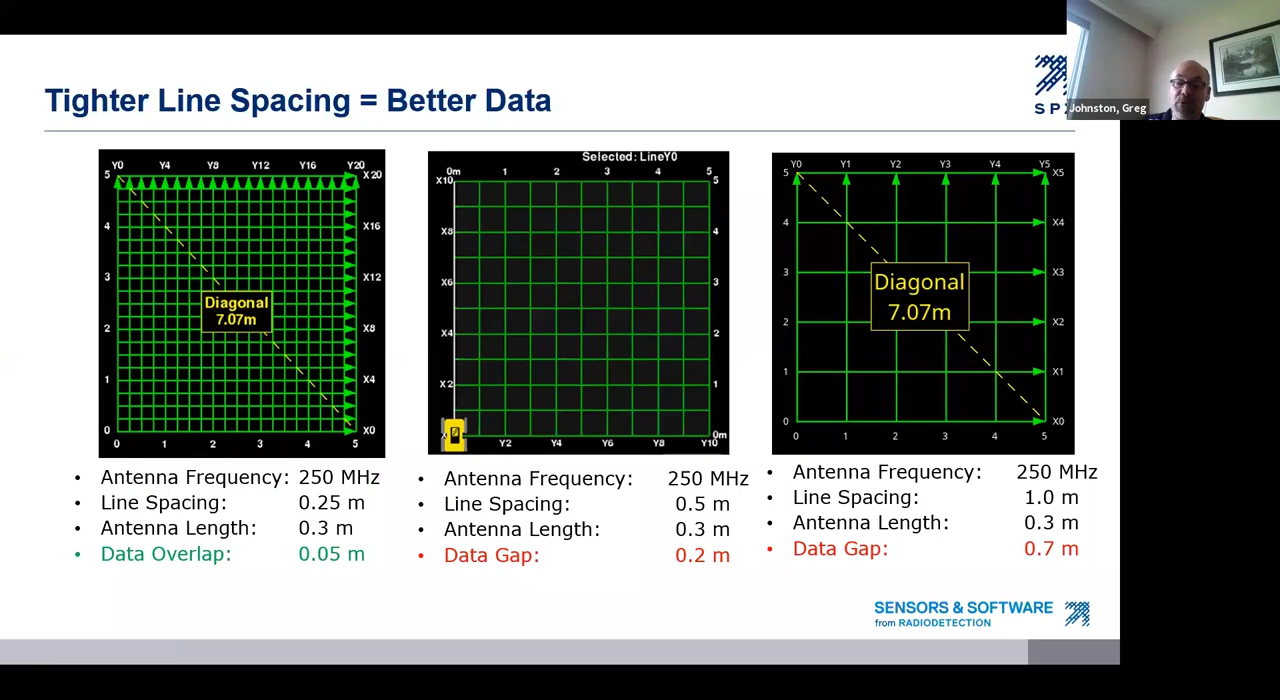 Tighter Line Spacing = Better Data
SPX
Johnston, Greg
Y0 Y4 Y8 Y12 Y16 Y20
5 X20
4 X16
3 X12
Diagonal
7.07m
2 X8
1 X4
0 X0
0 1 2 3 4 5
Selected: LineY0
0m 1 2 3 4 5
X10 5
X8 4
X6 3
X4 2
X2 1
0m
Y2 Y4 Y6 Y8 Y10
Y0 Y1 Y2 Y3 Y4 Y5
5 X5
4 X4
3 X3
Diagonal
7.07m
2 X2
1 X1
0 X0
0 1 2 3 4 5
• Antenna Frequency: 250 MHz
• Line Spacing: 0.25 m
• Antenna Length: 0.3 m
• Data Overlap: 0.05 m
• Antenna Frequency: 250 MHz
• Line Spacing: 0.5 m
• Antenna Length: 0.3 m
• Data Gap: 0.2 m
• Antenna Frequency: 250 MHz
• Line Spacing: 1.0 m
• Antenna Length: 0.3 m
• Data Gap: 0.7 m
SENSORS & SOFTWARE
from RADIODETECTION